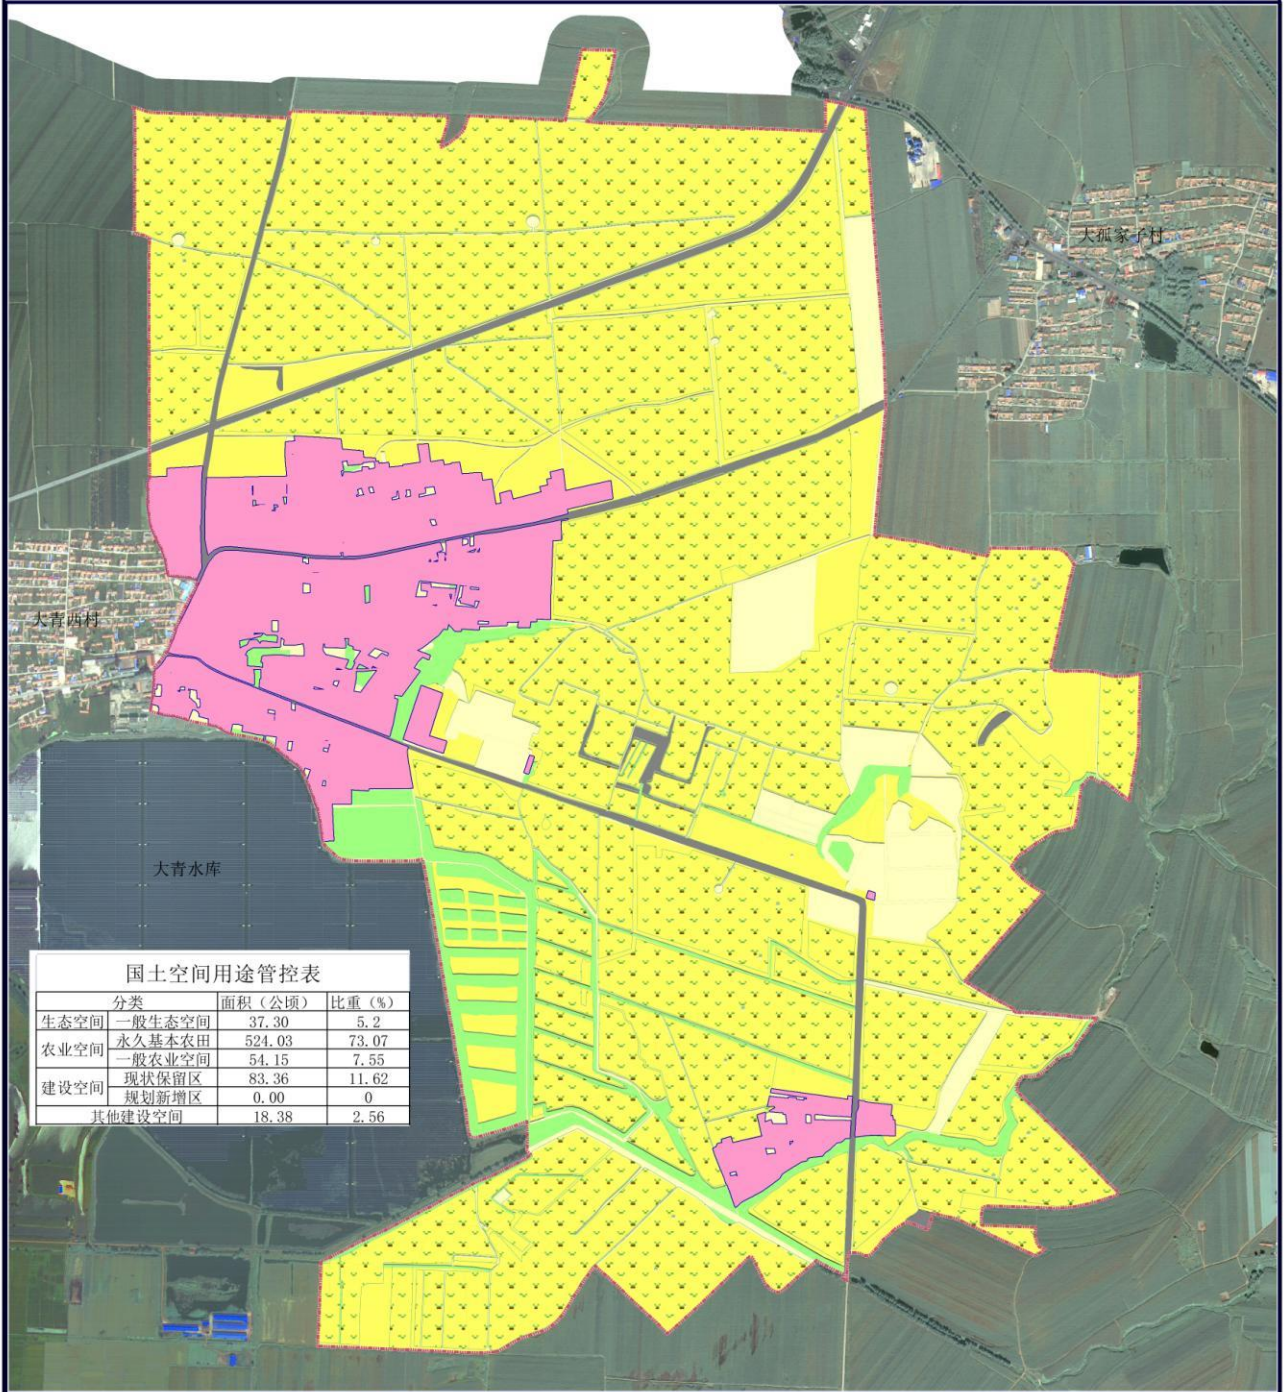 大孤家子村
大青西村
大青水库
国土空间用途管控表
分类 面积（公顷） 比重（%）
生态空间 一般生态空间 37.30 5.2
农业空间 永久基本农田 524.03 73.07
一般农业空间 54.15 7.55
建设空间 现状保留区 83.36 11.62
规划新增区 0.00 0
其他建设空间 18.38 2.56